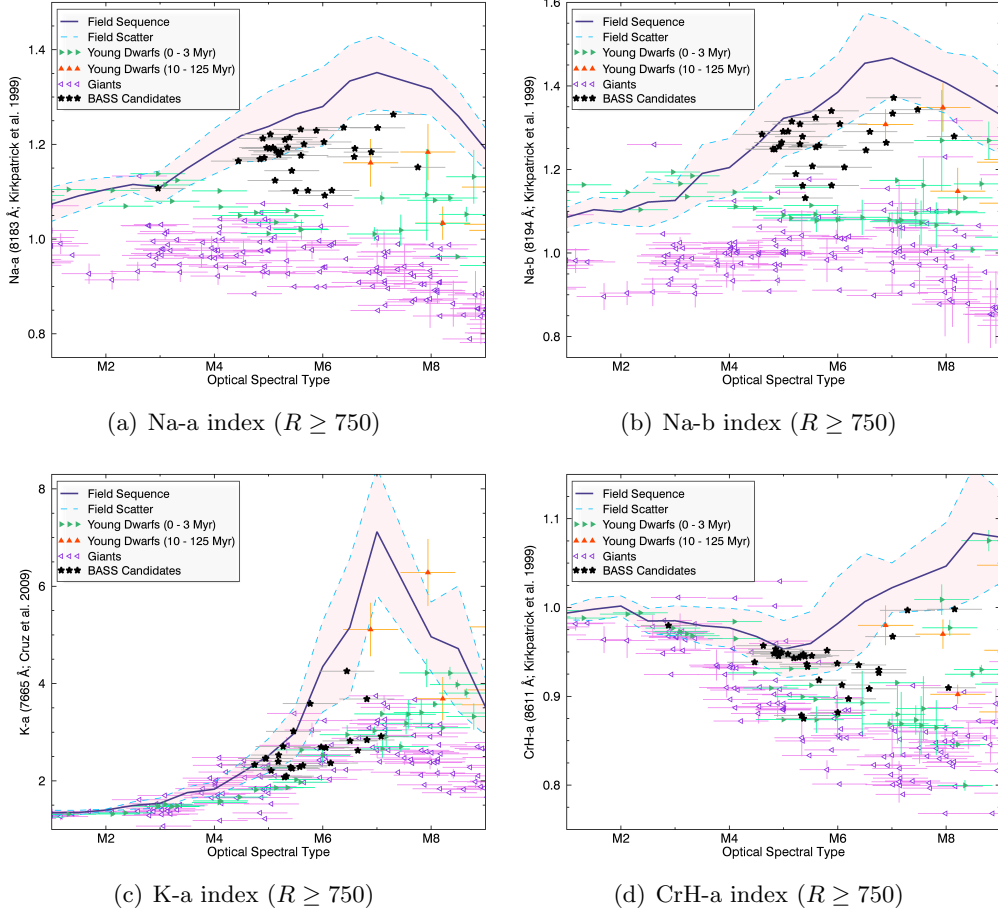 1.4
1.2
1.0
0.8
Na-a (8183 Å; Kirkpatrick et al. 1999)
Field Sequence
Field Scatter
Young Dwarfs (0 - 3 Myr)
Young Dwarfs (10 - 125 Myr)
Giants
BASS Candidates
M2
M4
M6
M8
Optical Spectral Type
(a) Na-a index (R ≥ 750)
1.6
1.4
1.2
1.0
0.8
Na-b (8194 Å; Kirkpatrick et al. 1999)
Field Sequence
Field Scatter
Young Dwarfs (0 - 3 Myr)
Young Dwarfs (10 - 125 Myr)
Giants
BASS Candidates
M2
M4
M6
M8
Optical Spectral Type
(b) Na-b index (R ≥ 750)
8
6
4
2
K-a (7665 Å; Cruz et al. 2009)
Field Sequence
Field Scatter
Young Dwarfs (0 - 3 Myr)
Young Dwarfs (10 - 125 Myr)
Giants
BASS Candidates
M2
M4
M6
M8
Optical Spectral Type
(c) K-a index (R ≥ 750)
1.1
1.0
0.9
0.8
CrH-a (8611 Å; Kirkpatrick et al. 1999)
Field Sequence
Field Scatter
Young Dwarfs (0 - 3 Myr)
Young Dwarfs (10 - 125 Myr)
Giants
BASS Candidates
M2
M4
M6
M8
Optical Spectral Type
(d) CrH-a index (R ≥ 750)